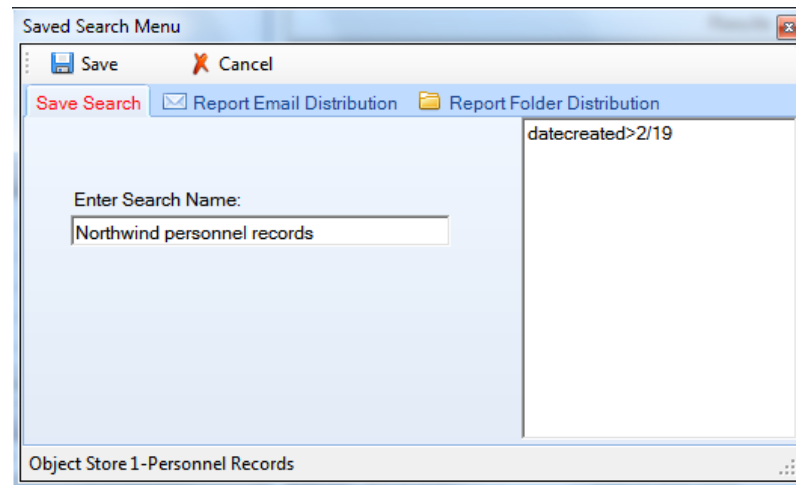 Saved Search Menu
Save Cancel
Save Search Report Email Distribution Report Folder Distribution
datecreated>2/19
Enter Search Name:
Northwind personnel records
Object Store 1-Personnel Records